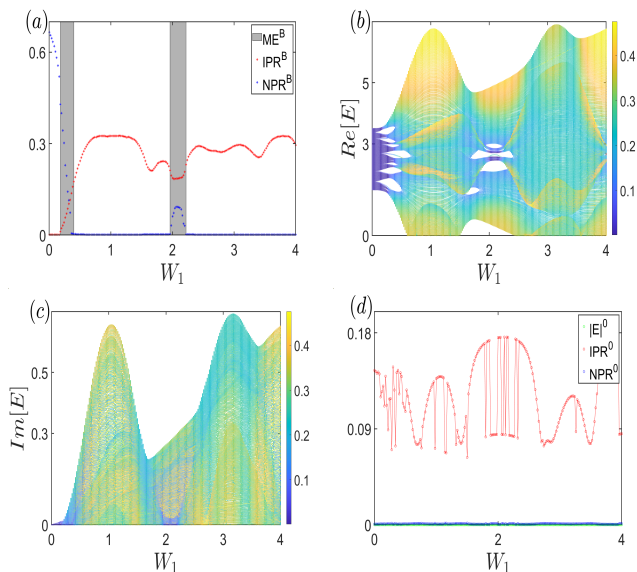 (a)
0.6
0.3
0
ME^B
IPR^B
NPR^B
0 1 2 3 4
W_1
(b)
Re[E]
5
3
0
0 1 2 3 4
W_1
0.4
0.3
0.2
0.1
(c)
Im[E]
0.5
0.3
0
0 1 2 3 4
W_1
0.4
0.3
0.2
0.1
(d)
0.18
0.09
0
|E|^0
IPR^0
NPR^0
0 1 2 3 4
W_1